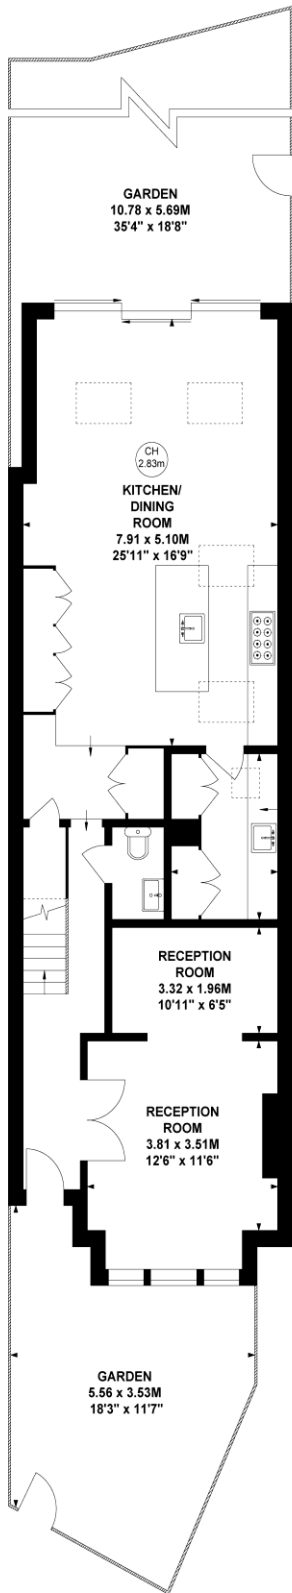 GARDEN
10.78 x 5.69M
35'4" x 18'8"
CH
2.83m
KITCHEN/
DINING
ROOM
7.91 x 5.10M
25'11" x 16'9"
RECEPTION
ROOM
3.32 x 1.96M
10'11" x 6'5"
RECEPTION
ROOM
3.81 x 3.51M
12'6" x 11'6"
GARDEN
5.56 x 3.53M
18'3" x 11'7"